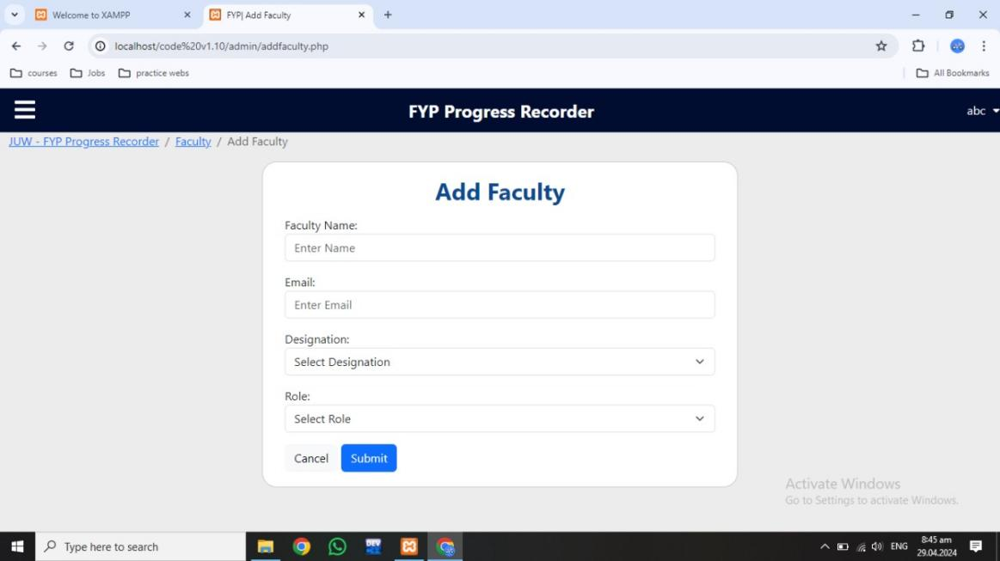 Welcome to XAMPP
FYP| Add Faculty
localhost/code%20v1.10/admin/addfaculty.php
courses
Jobs
practice webs
All Bookmarks
FYP Progress Recorder
abc
JUW - FYP Progress Recorder / Faculty / Add Faculty
Add Faculty
Faculty Name:
Enter Name
Email:
Enter Email
Designation:
Select Designation
Role:
Select Role
Cancel
Submit
Activate Windows
Go to Settings to activate Windows.
Type here to search
DEV
ENG
8:45 am
29.04.2024